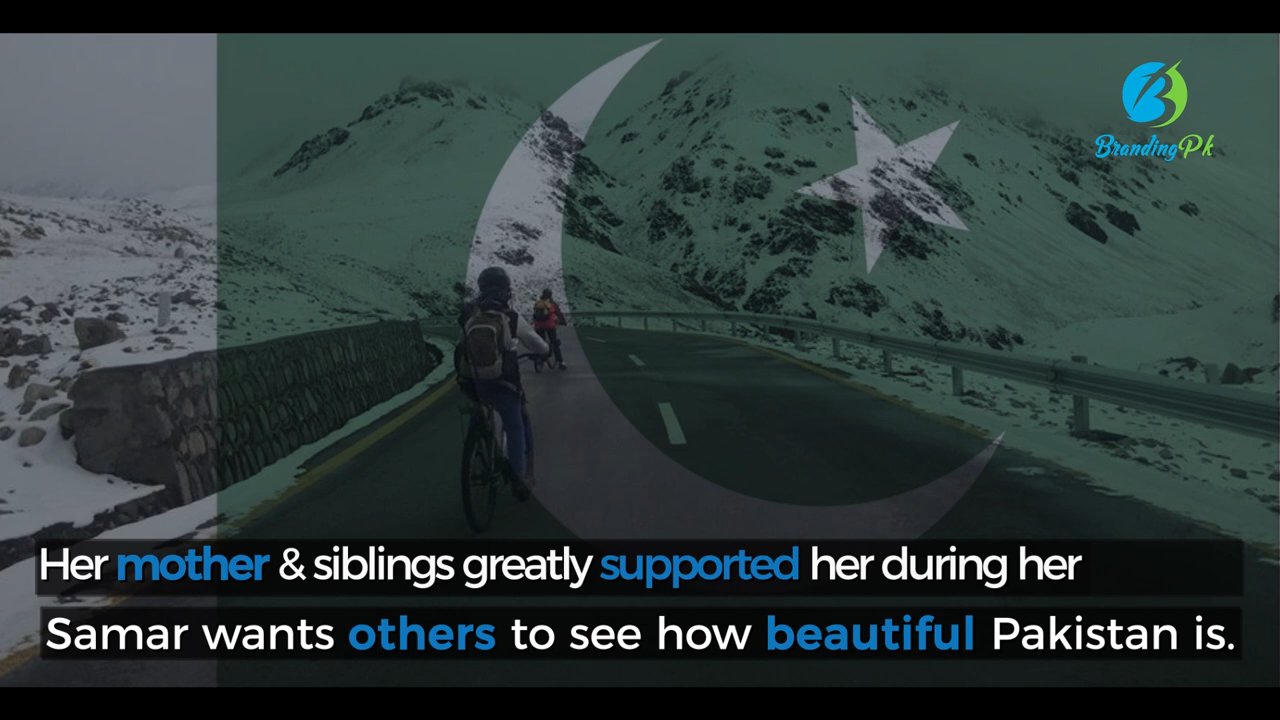 BrandingPk
Her mother & siblings greatly supported her during her
Samar wants others to see how beautiful Pakistan is.